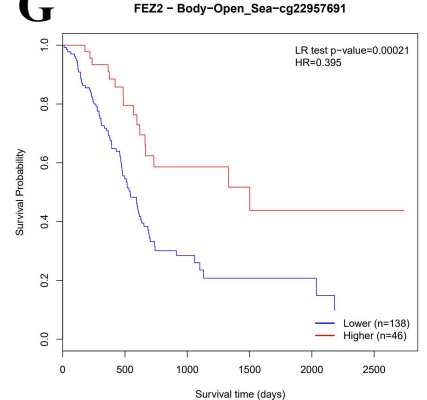 G
FEZ2 − Body−Open_Sea−cg22957691
LR test p−value=0.00021
HR=0.395
Survival Probability
1.0
0.8
0.6
0.4
0.2
0.0
Lower (n=138)
Higher (n=46)
0 500 1000 1500 2000 2500
Survival time (days)